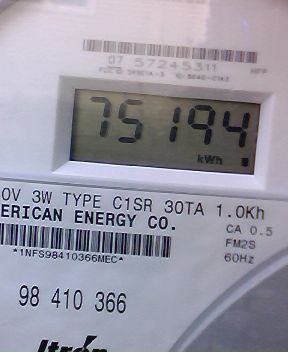 07 57245311
75194
kWh
0V 3W TYPE C1SR 30TA 1.0Kh
ERICAN ENERGY CO.
CA 0.5
FM2S
60Hz
*1NFS98410366MEC*
98 410 366
Itron